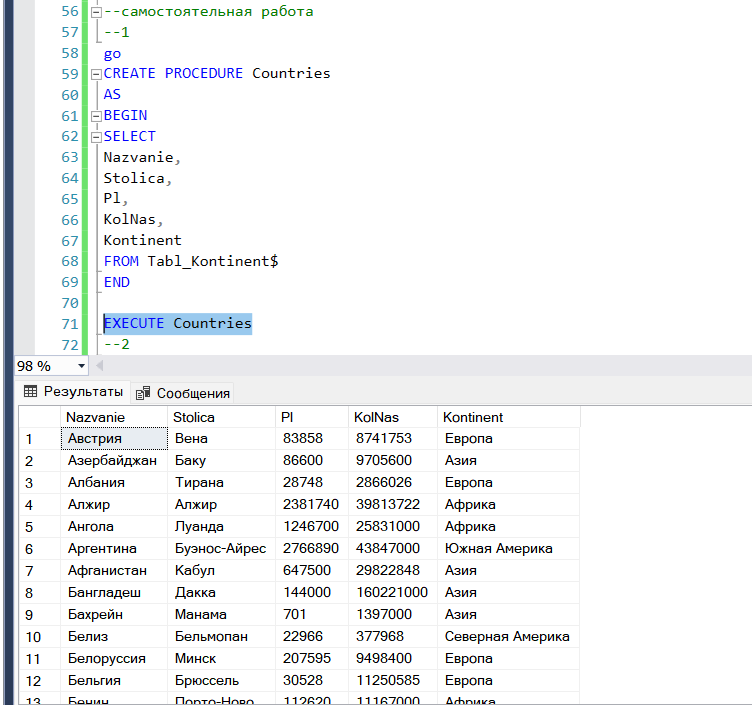 56 --самостоятельная работа
57 --1
58 go
59 CREATE PROCEDURE Countries
60 AS
61 BEGIN
62 SELECT
63 Nazvanie,
64 Stolica,
65 Pl,
66 KolNas,
67 Kontinent
68 FROM Tabl_Kontinent$
69 END
70
71 EXECUTE Countries
72 --2
98 %
Результаты Сообщения
Nazvanie Stolica Pl KolNas Kontinent
1 Австрия Вена 83858 8741753 Европа
2 Азербайджан Баку 86600 9705600 Азия
3 Албания Тирана 28748 2866026 Европа
4 Алжир Алжир 2381740 39813722 Африка
5 Ангола Луанда 1246700 25831000 Африка
6 Аргентина Буэнос-Айрес 2766890 43847000 Южная Америка
7 Афганистан Кабул 647500 29822848 Азия
8 Бангладеш Дакка 144000 160221000 Азия
9 Бахрейн Манама 701 1397000 Азия
10 Белиз Бельмопан 22966 377968 Северная Америка
11 Белоруссия Минск 207595 9498400 Европа
12 Бельгия Брюссель 30528 11250585 Европа
13 Бенин Порто-Ново 112620 11167000 Африка